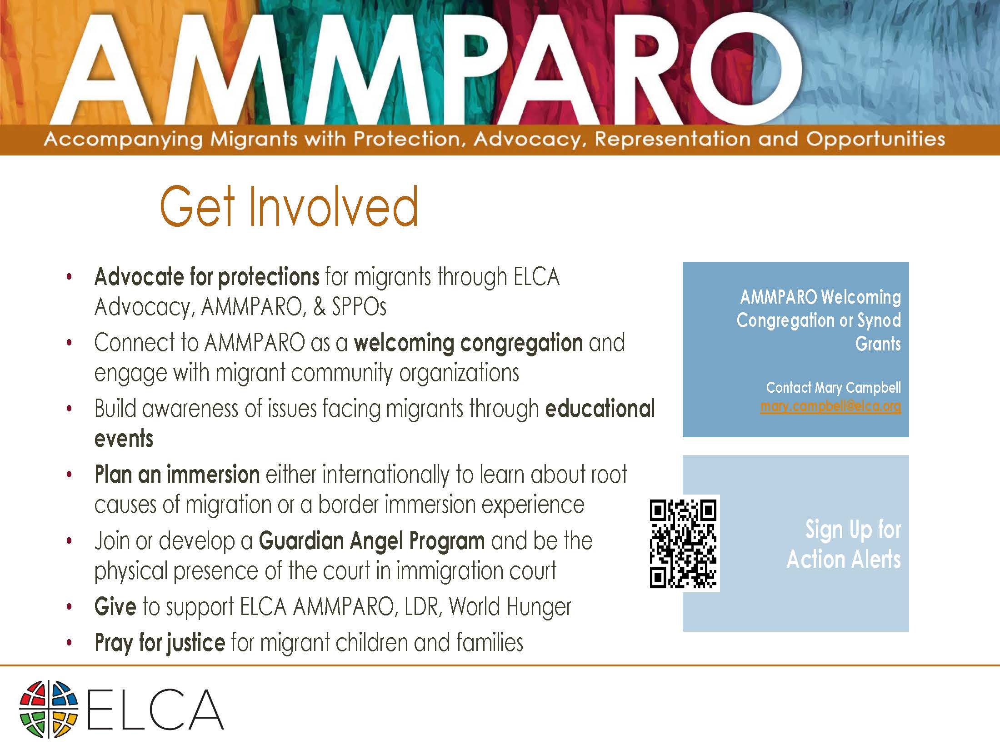 AMMPARO
Accompanying Migrants with Protection, Advocacy, Representation and Opportunities
Get Involved
• Advocate for protections for migrants through ELCA
Advocacy, AMMPARO, & SPPOs
• Connect to AMMPARO as a welcoming congregation and
engage with migrant community organizations
• Build awareness of issues facing migrants through educational
events
• Plan an immersion either internationally to learn about root
causes of migration or a border immersion experience
• Join or develop a Guardian Angel Program and be the
physical presence of the court in immigration court
• Give to support ELCA AMMPARO, LDR, World Hunger
• Pray for justice for migrant children and families
AMMPARO Welcoming
Congregation or Synod
Grants
Contact Mary Campbell
mary.campbell@elca.org
Sign Up for
Action Alerts
ELCA